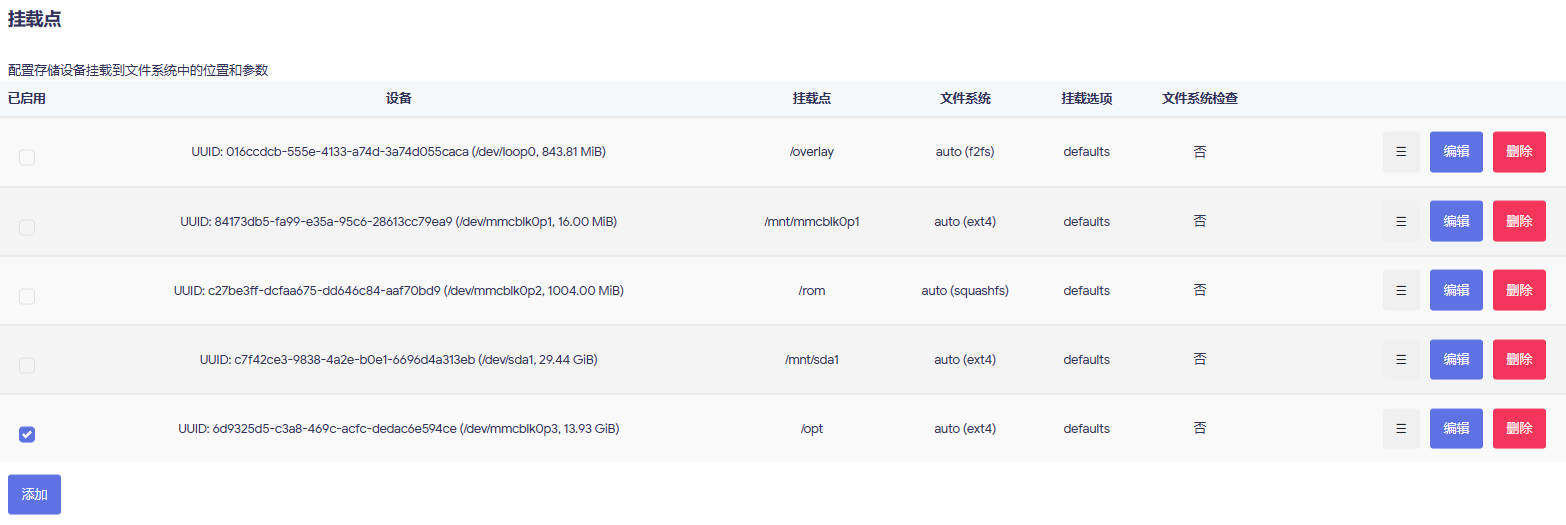 挂载点
配置存储设备挂载到文件系统中的位置和参数
已启用 设备 挂载点 文件系统 挂载选项 文件系统检查
UUID: 016ccdcb-555e-4133-a74d-3a74d055caca (/dev/loop0, 843.81 MiB) /overlay auto (f2fs) defaults 否 ☰ 编辑 删除
UUID: 84173db5-fa99-e35a-95c6-28613cc79ea9 (/dev/mmcblk0p1, 16.00 MiB) /mnt/mmcblk0p1 auto (ext4) defaults 否 ☰ 编辑 删除
UUID: c27be3ff-dcfaa675-dd646c84-aaf70bd9 (/dev/mmcblk0p2, 1004.00 MiB) /rom auto (squashfs) defaults 否 ☰ 编辑 删除
UUID: c7f42ce3-9838-4a2e-b0e1-6696d4a313eb (/dev/sda1, 29.44 GiB) /mnt/sda1 auto (ext4) defaults 否 ☰ 编辑 删除
UUID: 6d9325d5-c3a8-469c-acfc-dedac6e594ce (/dev/mmcblk0p3, 13.93 GiB) /opt auto (ext4) defaults 否 ☰ 编辑 删除
添加